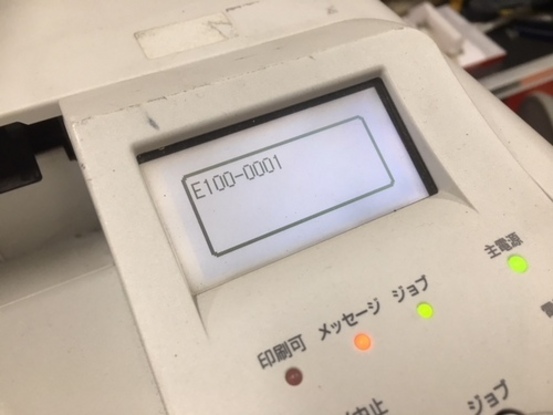 E100-0001
主電源
ジョブ
メッセージ
印刷可
ジョブ